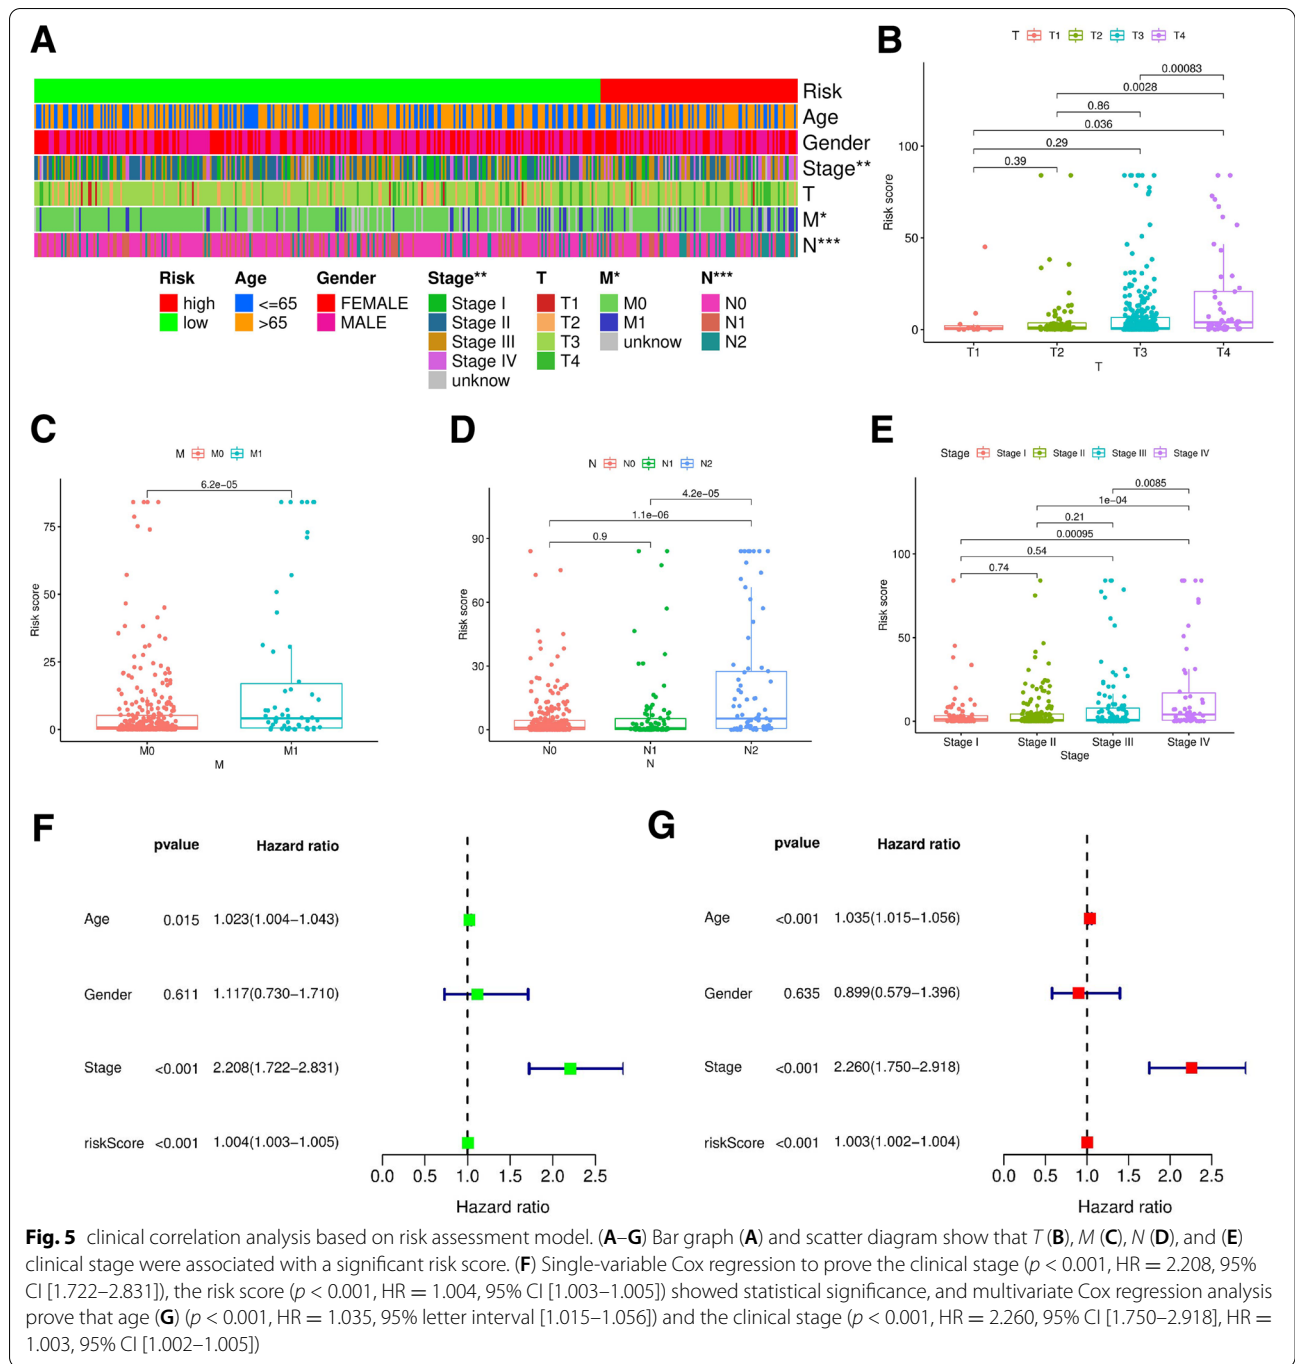 A
Risk
Age
Gender
Stage**
T
M*
N***
Risk
high
low
Age
<=65
>65
Gender
FEMALE
MALE
Stage**
Stage I
Stage II
Stage III
Stage IV
unknow
T
T1
T2
T3
T4
M*
M0
M1
unknow
N***
N0
N1
N2
B
T T1 T2 T3 T4
0.00083
0.0028
0.86
0.036
0.29
0.39
100
50
0
Risk score
T1 T2 T3 T4
T
C
M M0 M1
6.2e−05
75
50
25
0
Risk score
M0 M1
M
D
N N0 N1 N2
4.2e−05
1.1e−06
0.9
90
60
30
0
Risk score
N0 N1 N2
N
E
Stage Stage I Stage II Stage III Stage IV
0.0085
1e−04
0.21
0.00095
0.54
0.74
100
50
0
Risk score
Stage I Stage II Stage III Stage IV
Stage
F
pvalue Hazard ratio
Age 0.015 1.023(1.004−1.043)
Gender 0.611 1.117(0.730−1.710)
Stage <0.001 2.208(1.722−2.831)
riskScore <0.001 1.004(1.003−1.005)
0.0 0.5 1.0 1.5 2.0 2.5
Hazard ratio
G
pvalue Hazard ratio
Age <0.001 1.035(1.015−1.056)
Gender 0.635 0.899(0.579−1.396)
Stage <0.001 2.260(1.750−2.918)
riskScore <0.001 1.003(1.002−1.004)
0.0 0.5 1.0 1.5 2.0 2.5
Hazard ratio
Fig. 5 clinical correlation analysis based on risk assessment model. (A–G) Bar graph (A) and scatter diagram show that T (B), M (C), N (D), and (E)
clinical stage were associated with a significant risk score. (F) Single-variable Cox regression to prove the clinical stage (p < 0.001, HR = 2.208, 95%
CI [1.722–2.831]), the risk score (p < 0.001, HR = 1.004, 95% CI [1.003–1.005]) showed statistical significance, and multivariate Cox regression analysis
prove that age (G) (p < 0.001, HR = 1.035, 95% letter interval [1.015–1.056]) and the clinical stage (p < 0.001, HR = 2.260, 95% CI [1.750–2.918], HR =
1.003, 95% CI [1.002–1.005])